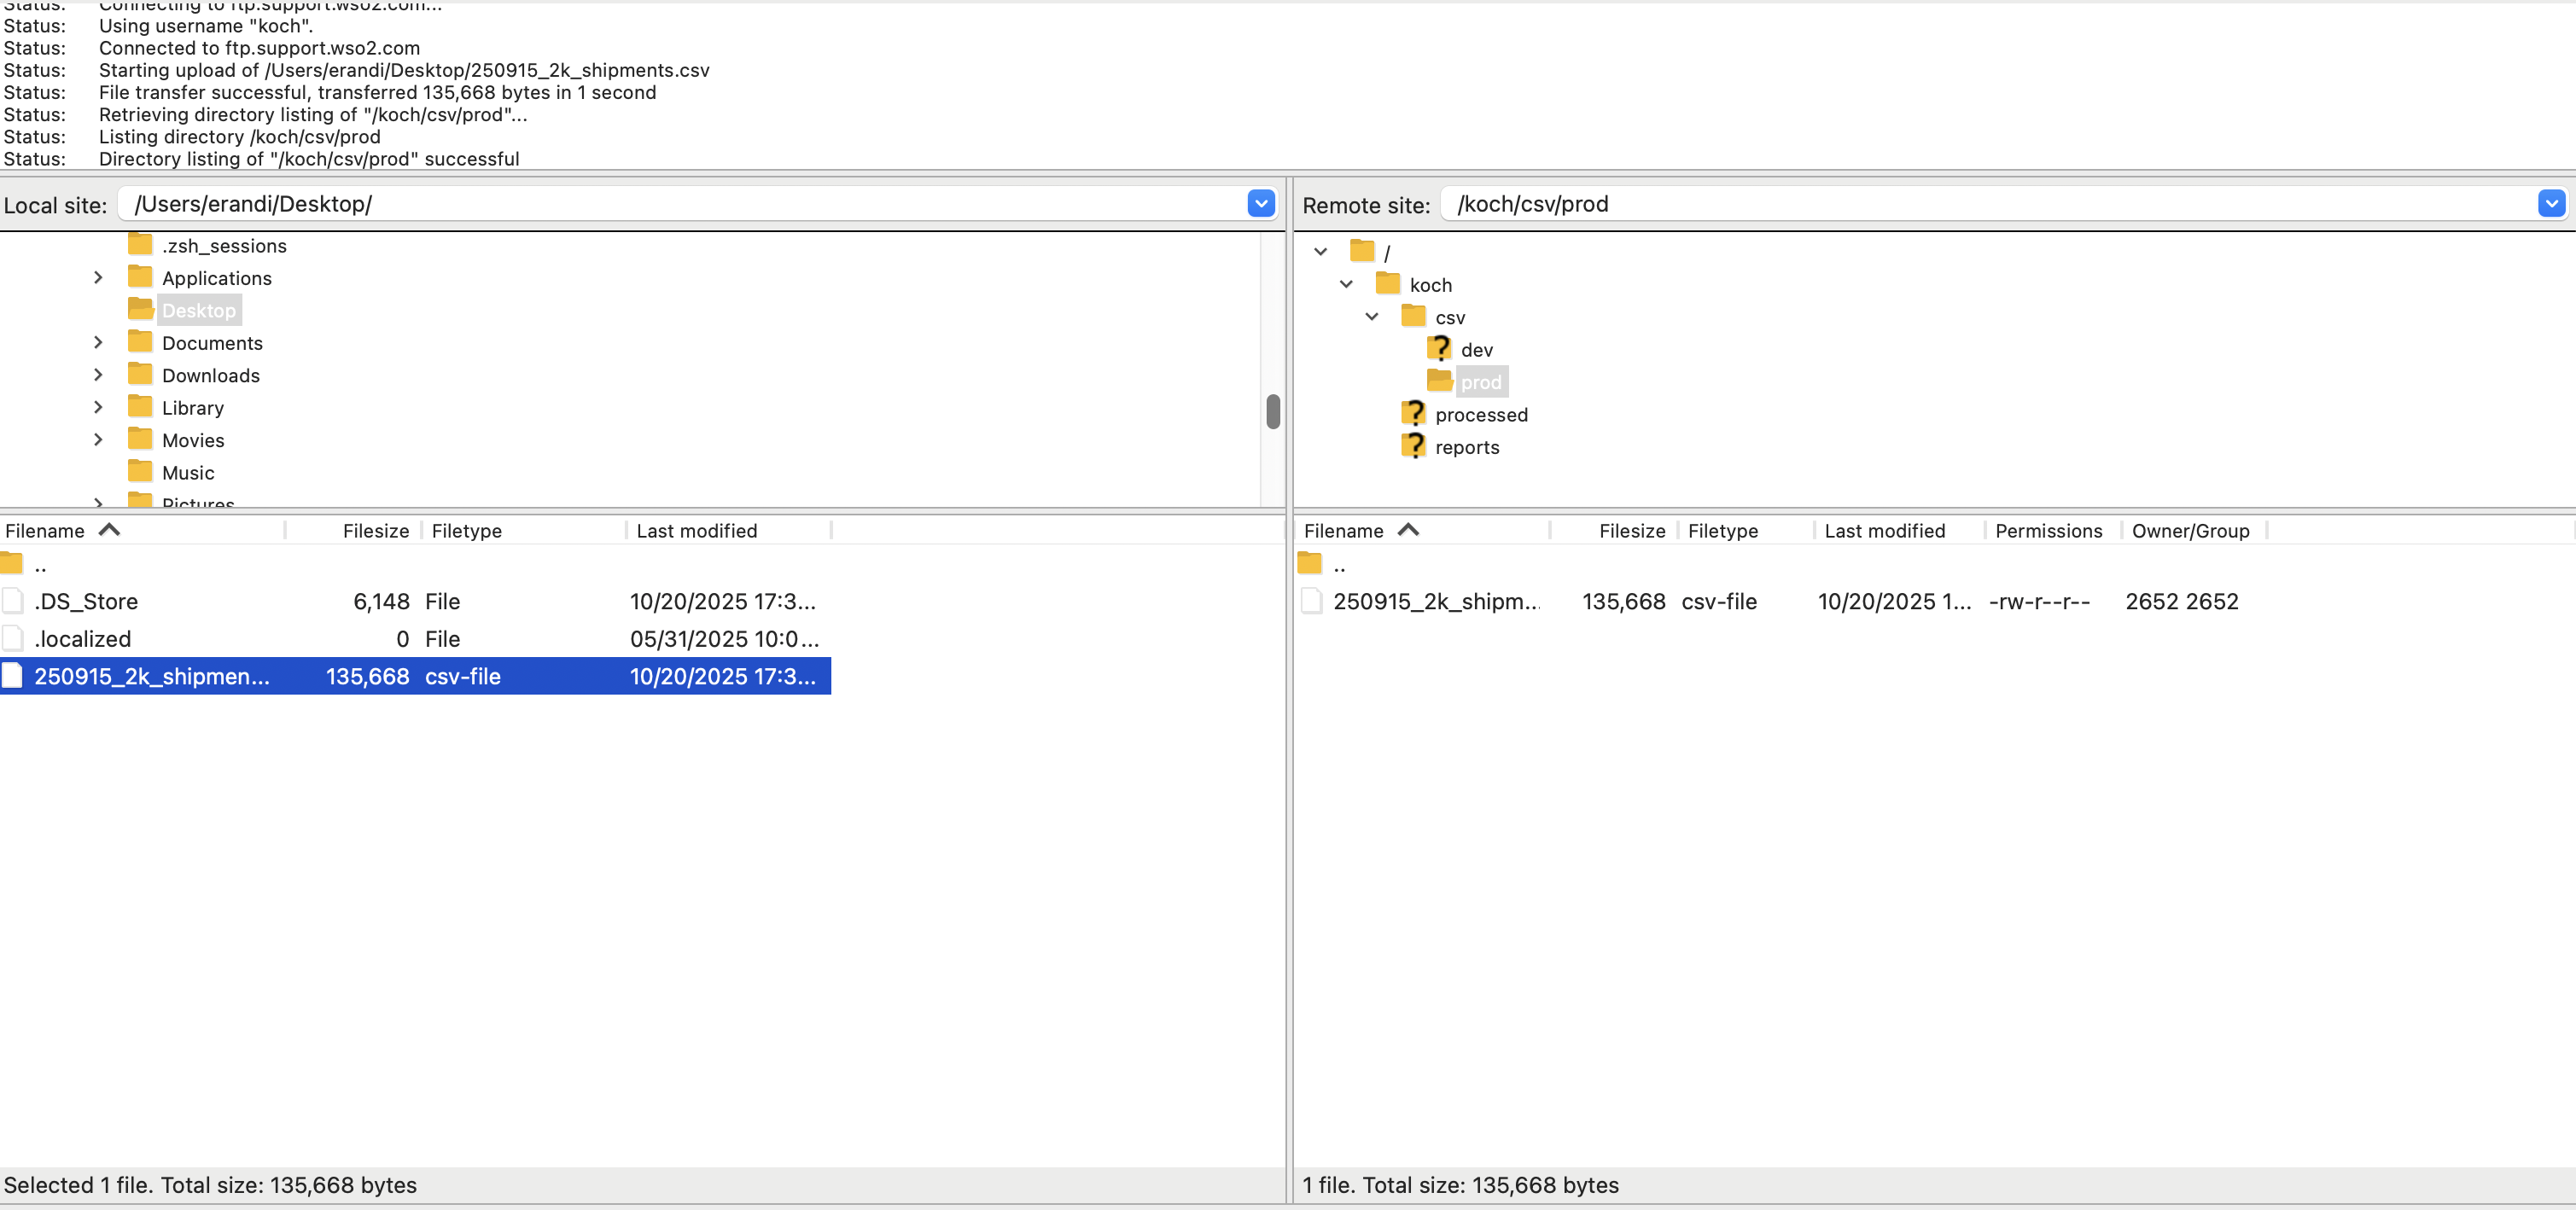 Status: Connecting to ftp.support.wso2.com...
Status: Using username "koch".
Status: Connected to ftp.support.wso2.com
Status: Starting upload of /Users/erandi/Desktop/250915_2k_shipments.csv
Status: File transfer successful, transferred 135,668 bytes in 1 second
Status: Retrieving directory listing of "/koch/csv/prod"...
Status: Listing directory /koch/csv/prod
Status: Directory listing of "/koch/csv/prod" successful
Local site: /Users/erandi/Desktop/
.zsh_sessions
Applications
Desktop
Documents
Downloads
Library
Movies
Music
Pictures
Filename Filesize Filetype Last modified
..
.DS_Store 6,148 File 10/20/2025 17:3...
.localized 0 File 05/31/2025 10:0...
250915_2k_shipmen... 135,668 csv-file 10/20/2025 17:3...
Selected 1 file. Total size: 135,668 bytes
Remote site: /koch/csv/prod
/
koch
csv
dev
prod
processed
reports
Filename Filesize Filetype Last modified Permissions Owner/Group
..
250915_2k_shipm... 135,668 csv-file 10/20/2025 1... -rw-r--r-- 2652 2652
1 file. Total size: 135,668 bytes